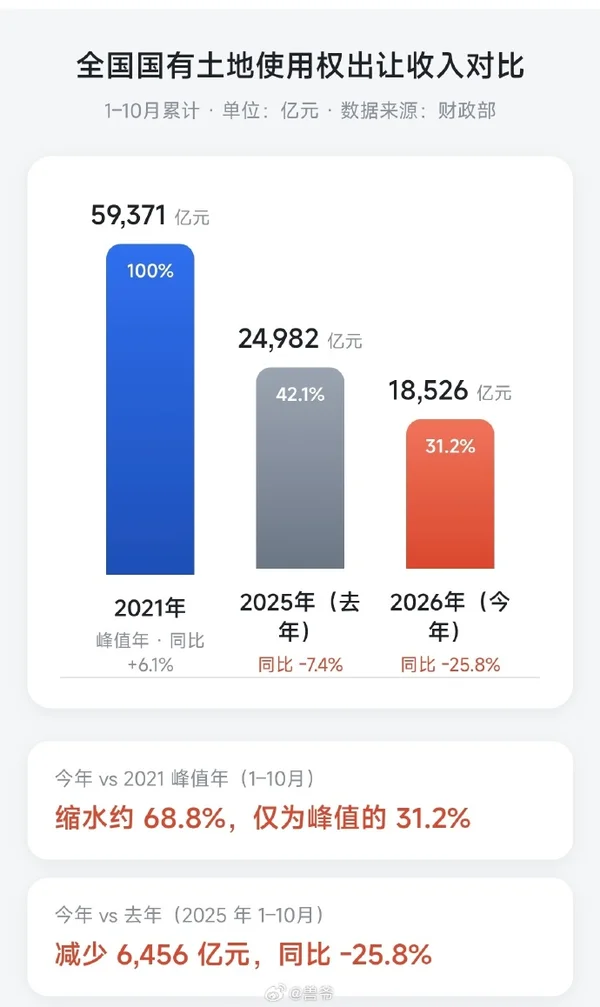 全国国有土地使用权出让收入对比
1-10月累计 · 单位：亿元 · 数据来源：财政部
59,371 亿元
100%
24,982 亿元
42.1%
18,526 亿元
31.2%
2021年
峰值年 · 同比
+6.1%
2025年（去
年）
同比 -7.4%
2026年（今
年）
同比 -25.8%
今年 vs 2021 峰值年（1-10月）
缩水约 68.8%，仅为峰值的 31.2%
今年 vs 去年（2025 年 1-10月）
减少 6,456 亿元，同比 -25.8%